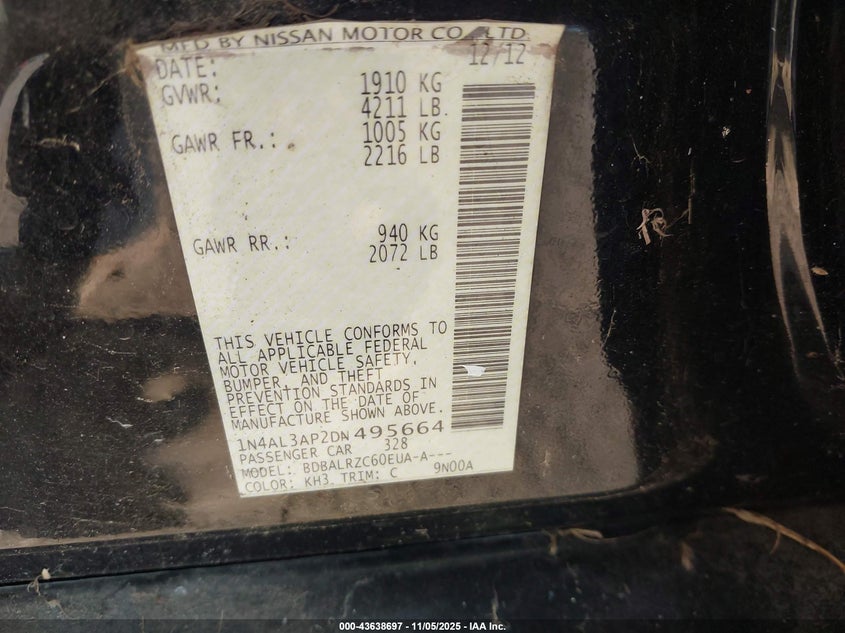 MFD BY NISSAN MOTOR CO., LTD.
DATE: 12/12
GVWR: 1910 KG
4211 LB.
GAWR FR.: 1005 KG
2216 LB
GAWR RR.: 940 KG
2072 LB
THIS VEHICLE CONFORMS TO
ALL APPLICABLE FEDERAL
MOTOR VEHICLE SAFETY,
BUMPER, AND THEFT
PREVENTION STANDARDS IN
EFFECT ON THE DATE OF
MANUFACTURE SHOWN ABOVE.
1N4AL3AP2DN495664
PASSENGER CAR 328
MODEL: BDBALRZC60EUA-A---
COLOR: KH3 TRIM: C 9N00A
000-43638697 - 11/05/2025 - IAA Inc.